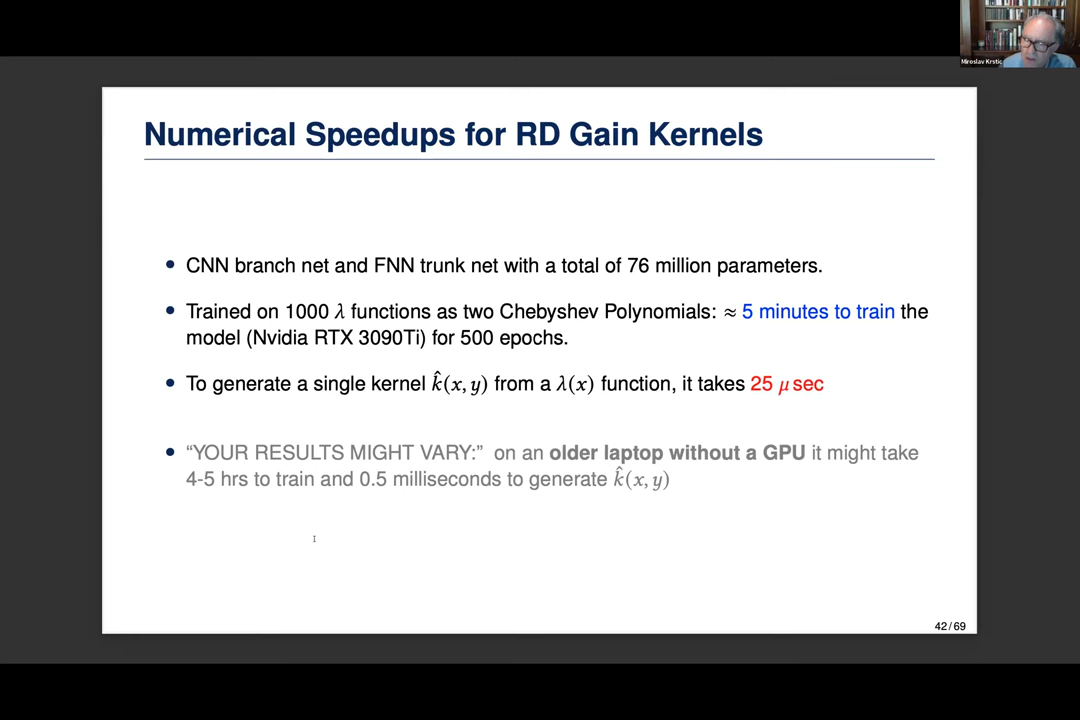 Miroslav Krstic
Numerical Speedups for RD Gain Kernels
• CNN branch net and FNN trunk net with a total of 76 million parameters.
• Trained on 1000 λ functions as two Chebyshev Polynomials: ≈ 5 minutes to train the
model (Nvidia RTX 3090Ti) for 500 epochs.
• To generate a single kernel k̂(x, y) from a λ(x) function, it takes 25 μsec
• “YOUR RESULTS MIGHT VARY:” on an older laptop without a GPU it might take
4-5 hrs to train and 0.5 milliseconds to generate k̂(x, y)
42/69